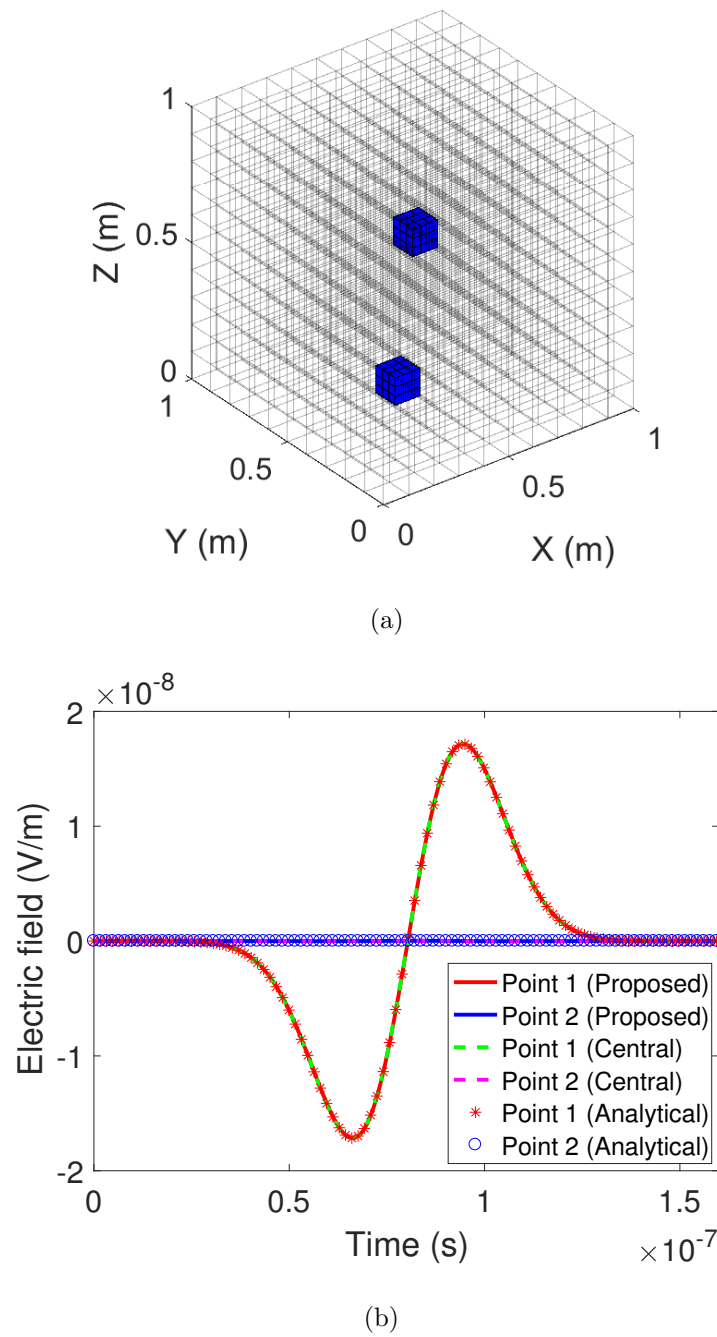 1
Z (m)
0.5
0
1
0.5
0
Y (m)
0
0.5
1
X (m)
(a)
×10-8
2
1
0
-1
-2
Electric field (V/m)
Point 1 (Proposed)
Point 2 (Proposed)
Point 1 (Central)
Point 2 (Central)
Point 1 (Analytical)
Point 2 (Analytical)
0
0.5
1
1.5
Time (s)
×10-7
(b)